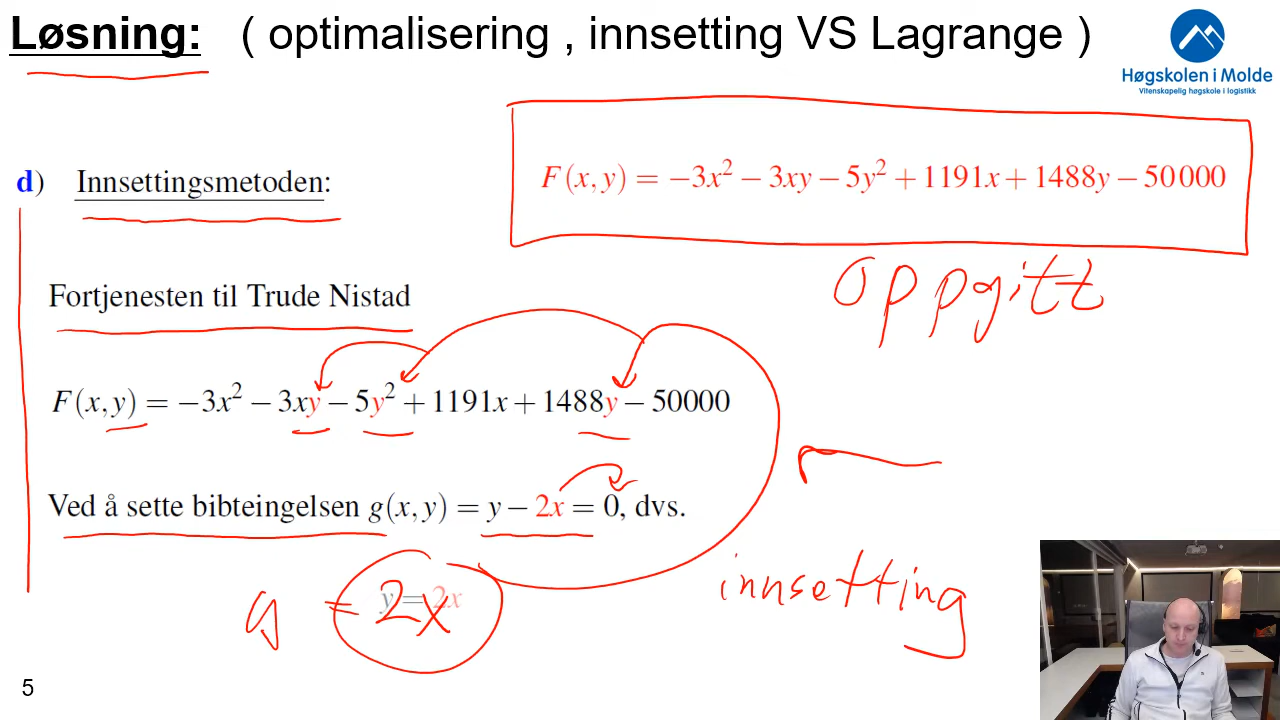 Løsning: ( optimalisering , innsetting VS Lagrange )
Høgskolen i Molde
Vitenskapelig høgskole i logistikk
F(x,y) = −3x² − 3xy − 5y² + 1191x + 1488y − 50000
oppgitt
d) Innsettingsmetoden:
Fortjenesten til Trude Nistad
F(x,y) = −3x² − 3xy − 5y² + 1191x + 1488y − 50000
Ved å sette bibteingelsen g(x,y) = y − 2x = 0, dvs.
y = 2x
y = 2x
innsetting
5